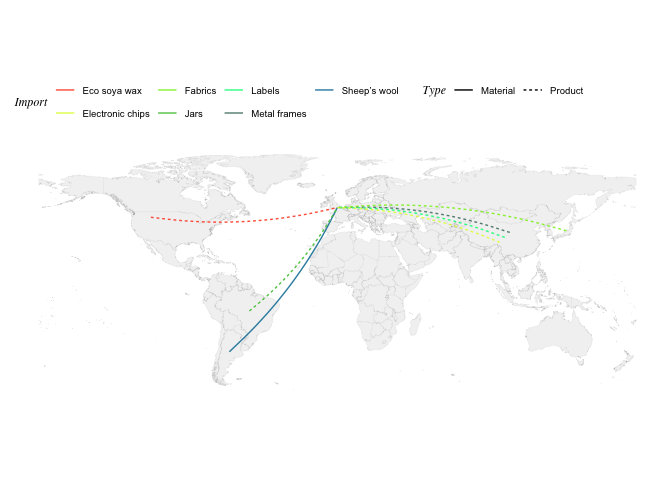 Import
Eco soya wax Fabrics Labels Sheep's wool
Electronic chips Jars Metal frames
Type Material Product